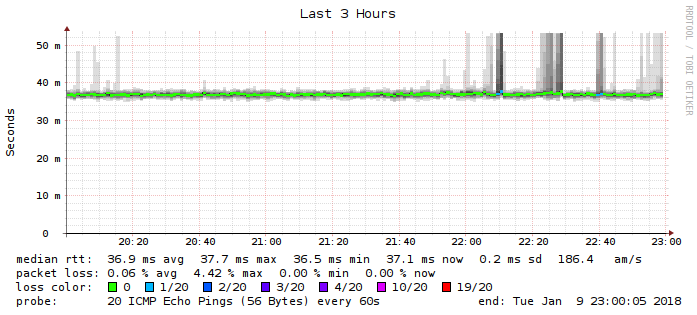 Last 3 Hours
RRDTOOL / TOBI OETIKER
Seconds
50 m
40 m
30 m
20 m
10 m
0
20:20 20:40 21:00 21:20 21:40 22:00 22:20 22:40 23:00
median rtt: 36.9 ms avg 37.7 ms max 36.5 ms min 37.1 ms now 0.2 ms sd 186.4 am/s
packet loss: 0.06 % avg 4.42 % max 0.00 % min 0.00 % now
loss color: 0 1/20 2/20 3/20 4/20 10/20 19/20
probe: 20 ICMP Echo Pings (56 Bytes) every 60s end: Tue Jan 9 23:00:05 2018